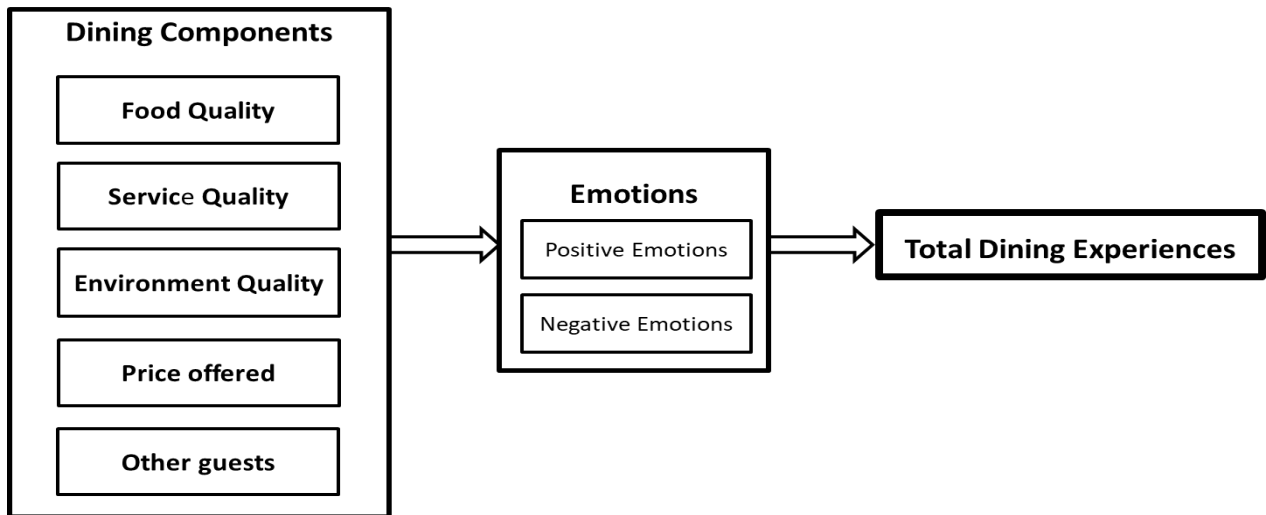 Dining Components
Food Quality
Service Quality
Environment Quality
Price offered
Other guests
Emotions
Positive Emotions
Negative Emotions
Total Dining Experiences